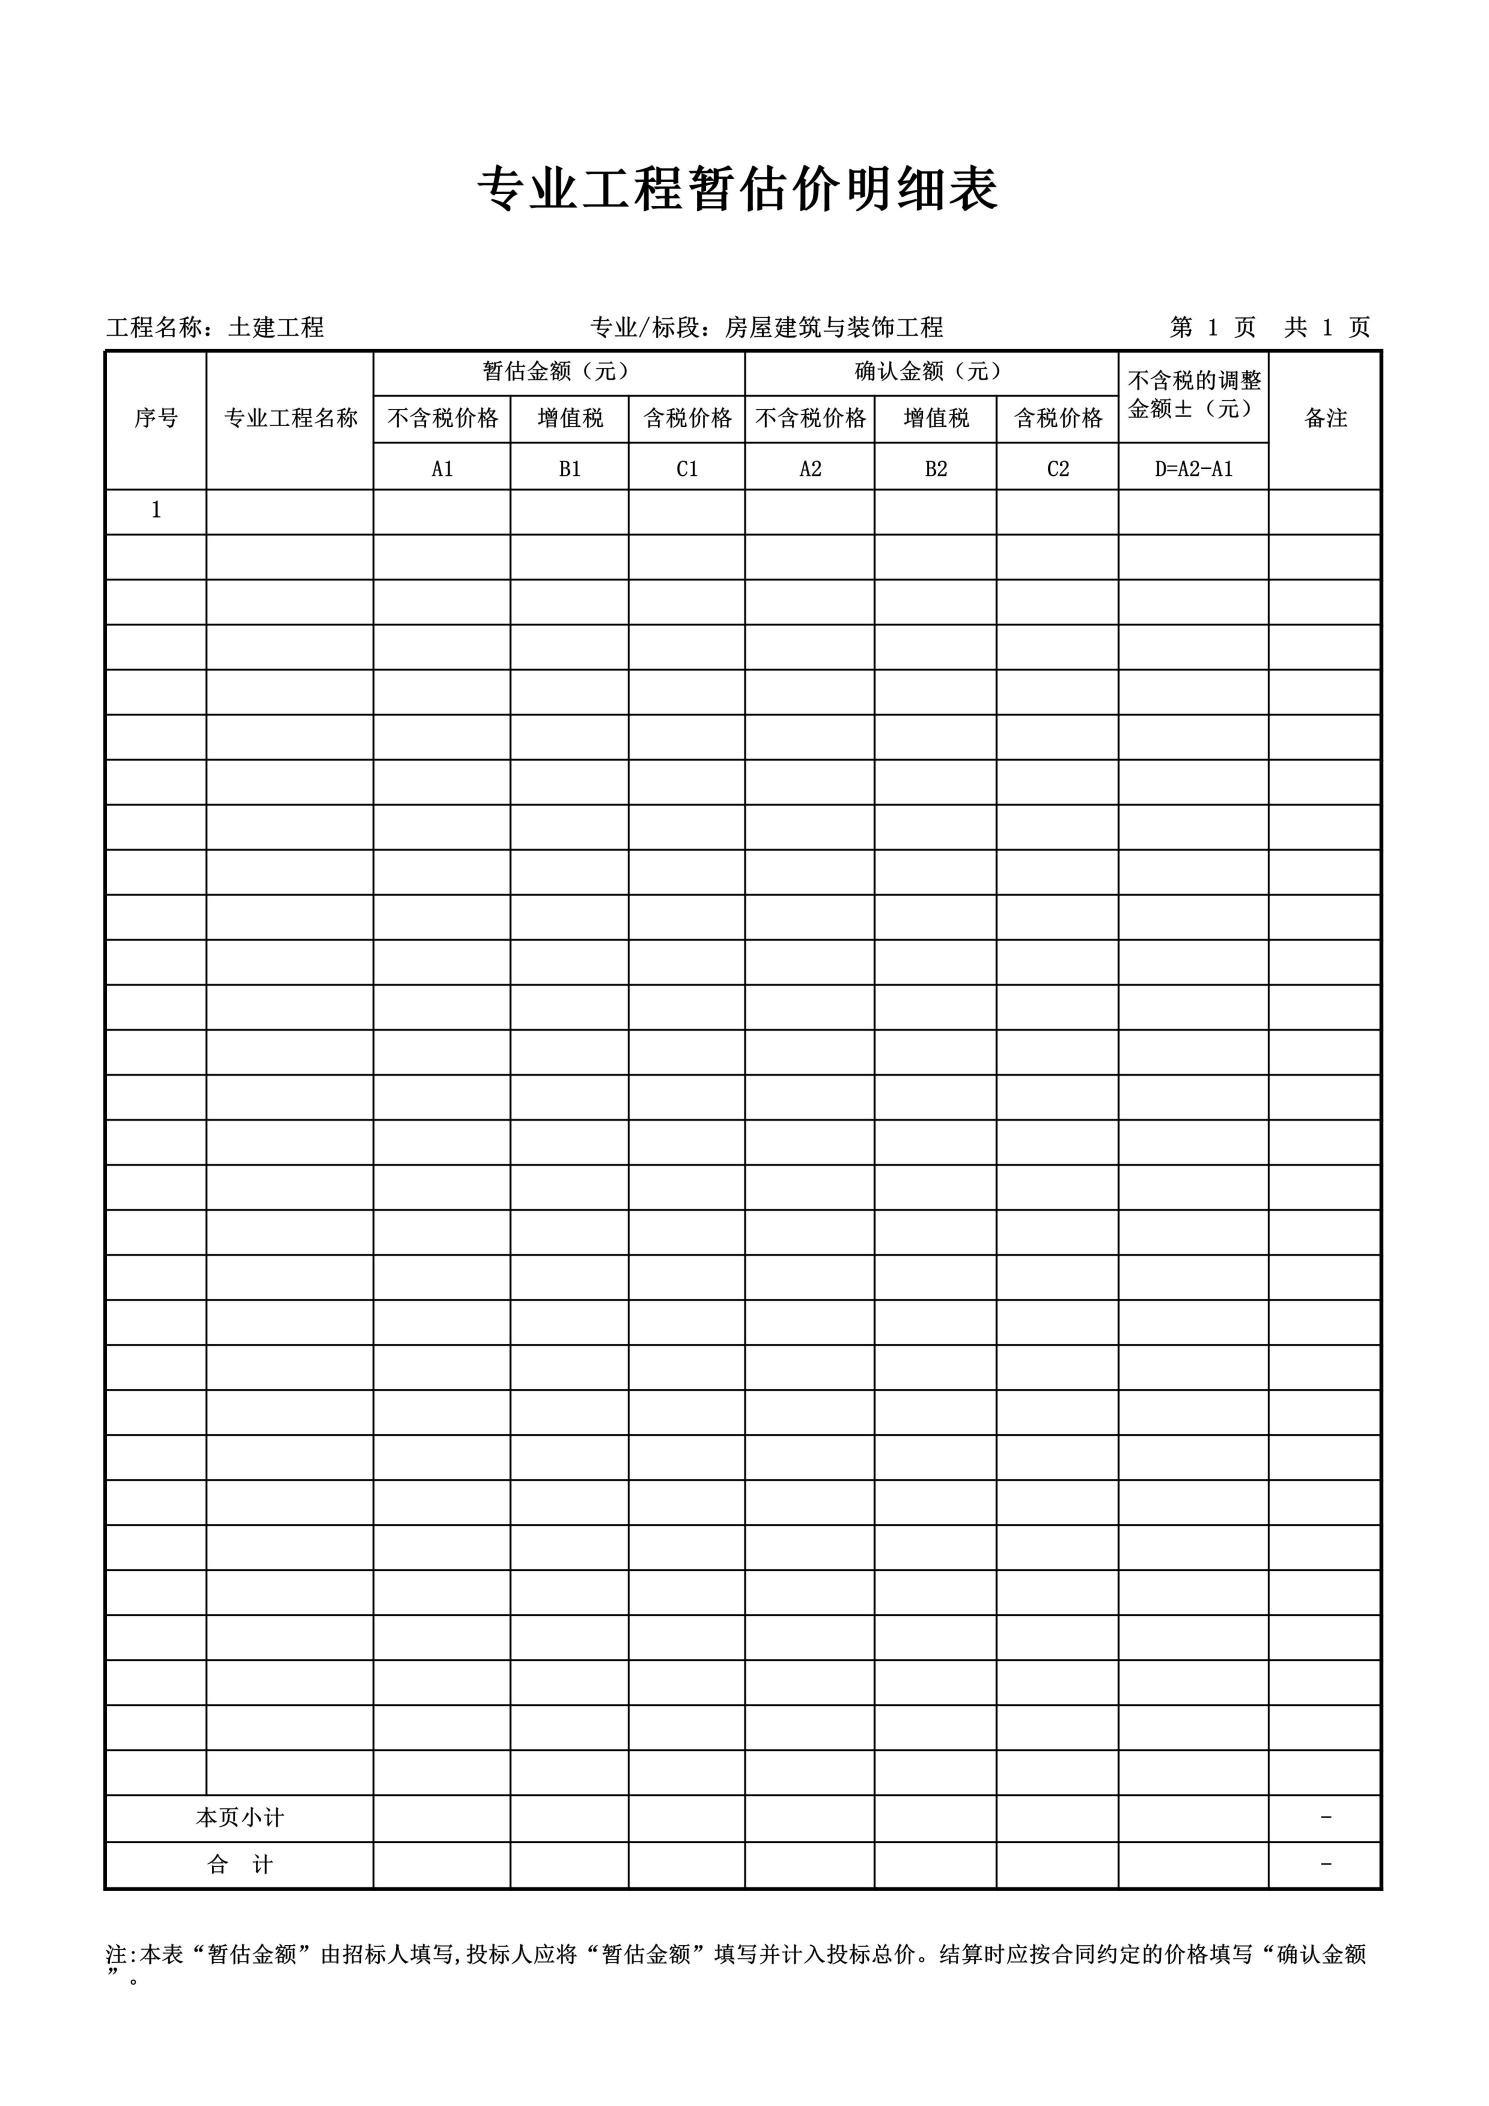 专业工程暂估价明细表
工程名称：土建工程 专业/标段：房屋建筑与装饰工程 第 1 页 共 1 页
序号 专业工程名称 暂估金额（元） 确认金额（元） 不含税的调整金额±（元） 备注
不含税价格 增值税 含税价格 不含税价格 增值税 含税价格
A1 B1 C1 A2 B2 C2 D=A2-A1
1
本页小计 -
合 计 -
注:本表“暂估金额”由招标人填写,投标人应将“暂估金额”填写并计入投标总价。结算时应按合同约定的价格填写“确认金额
”。